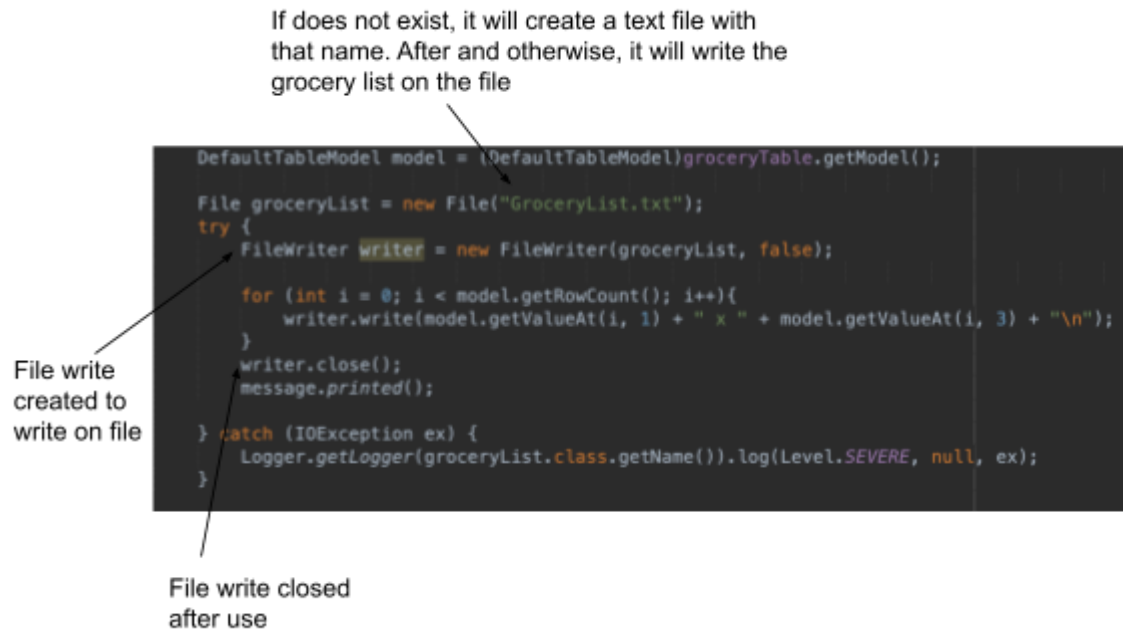 If does not exist, it will create a text file with
that name. After and otherwise, it will write the
grocery list on the file
DefaultTableModel model = (DefaultTableModel)groceryTable.getModel();
File groceryList = new File("GroceryList.txt");
try {
FileWriter writer = new FileWriter(groceryList, false);
for (int i = 0; i < model.getRowCount(); i++){
writer.write(model.getValueAt(i, 1) + " x " + model.getValueAt(i, 3) + "\n");
}
writer.close();
message.printed();
} catch (IOException ex) {
Logger.getLogger(groceryList.class.getName()).log(Level.SEVERE, null, ex);
}
File write
created to
write on file
File write closed
after use